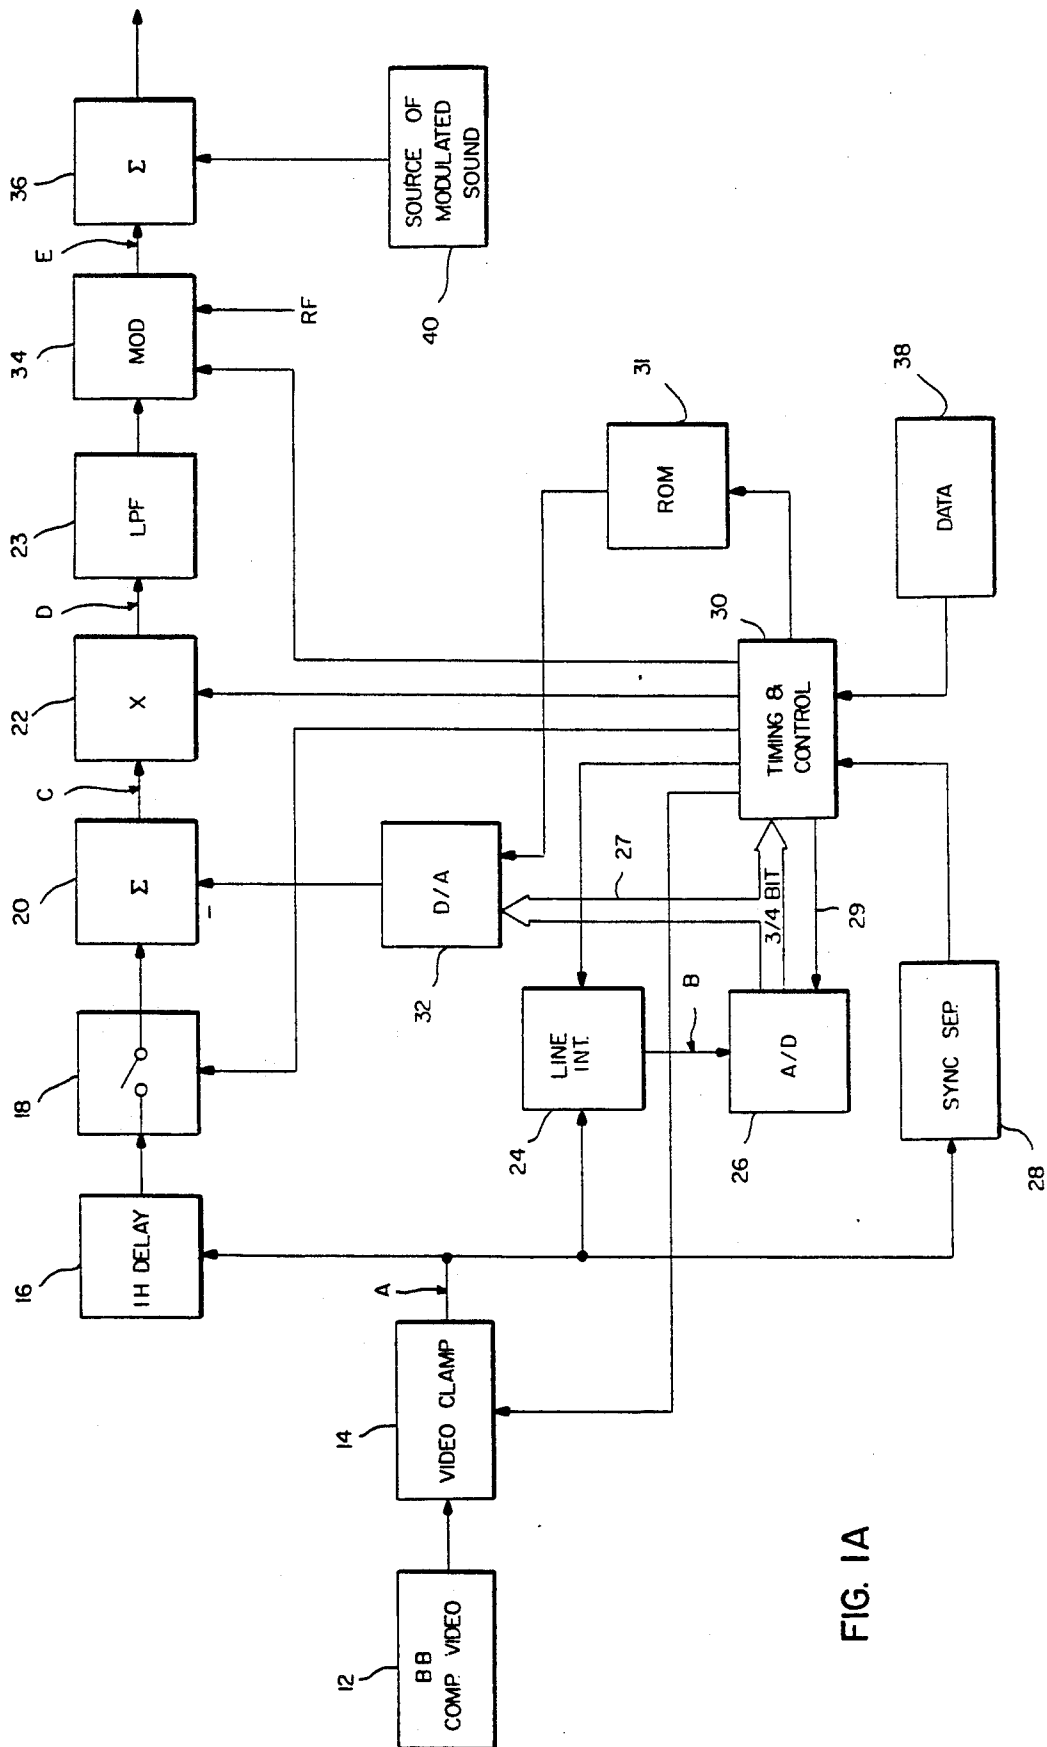 16
1H DELAY
18
20
Σ
–
C
22
X
D
23
LPF
34
MOD
RF
E
36
Σ
SOURCE OF
MODULATED
SOUND
40
12
BB
COMP. VIDEO
14
VIDEO CLAMP
A
24
LINE
INT.
B
26
A/D
32
D/A
27
3/4 BIT
29
30
TIMING &
CONTROL
31
ROM
28
SYNC SEP.
38
DATA
FIG. 1A